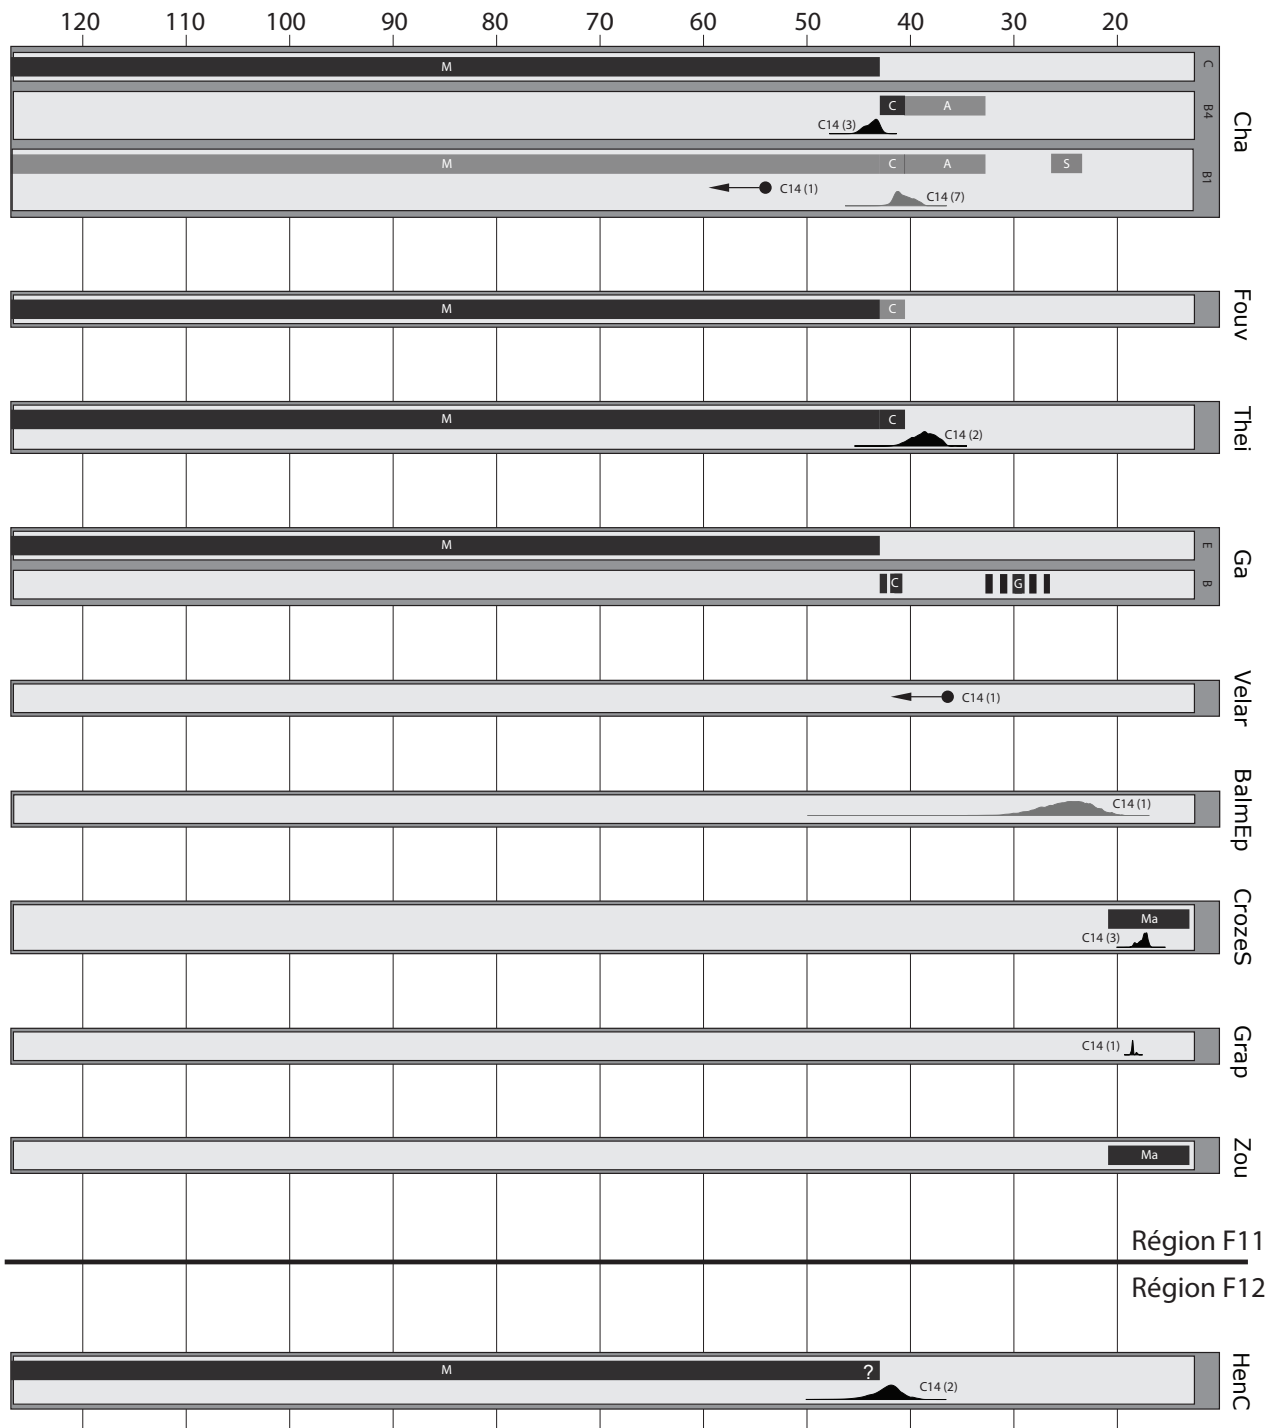 120 110 100 90 80 70 60 50 40 30 20
M C
C A B4
C14 (3)
Cha
M C A S B1
C14 (1) C14 (7)
M C Fouv
M C Thei
C14 (2)
M E
Ga
C G B
C14 (1) Velar
C14 (1) BalmEp
Ma CrozeS
C14 (3)
C14 (1) Grap
Ma Zou
Région F11
Région F12
M ? HenC
C14 (2)